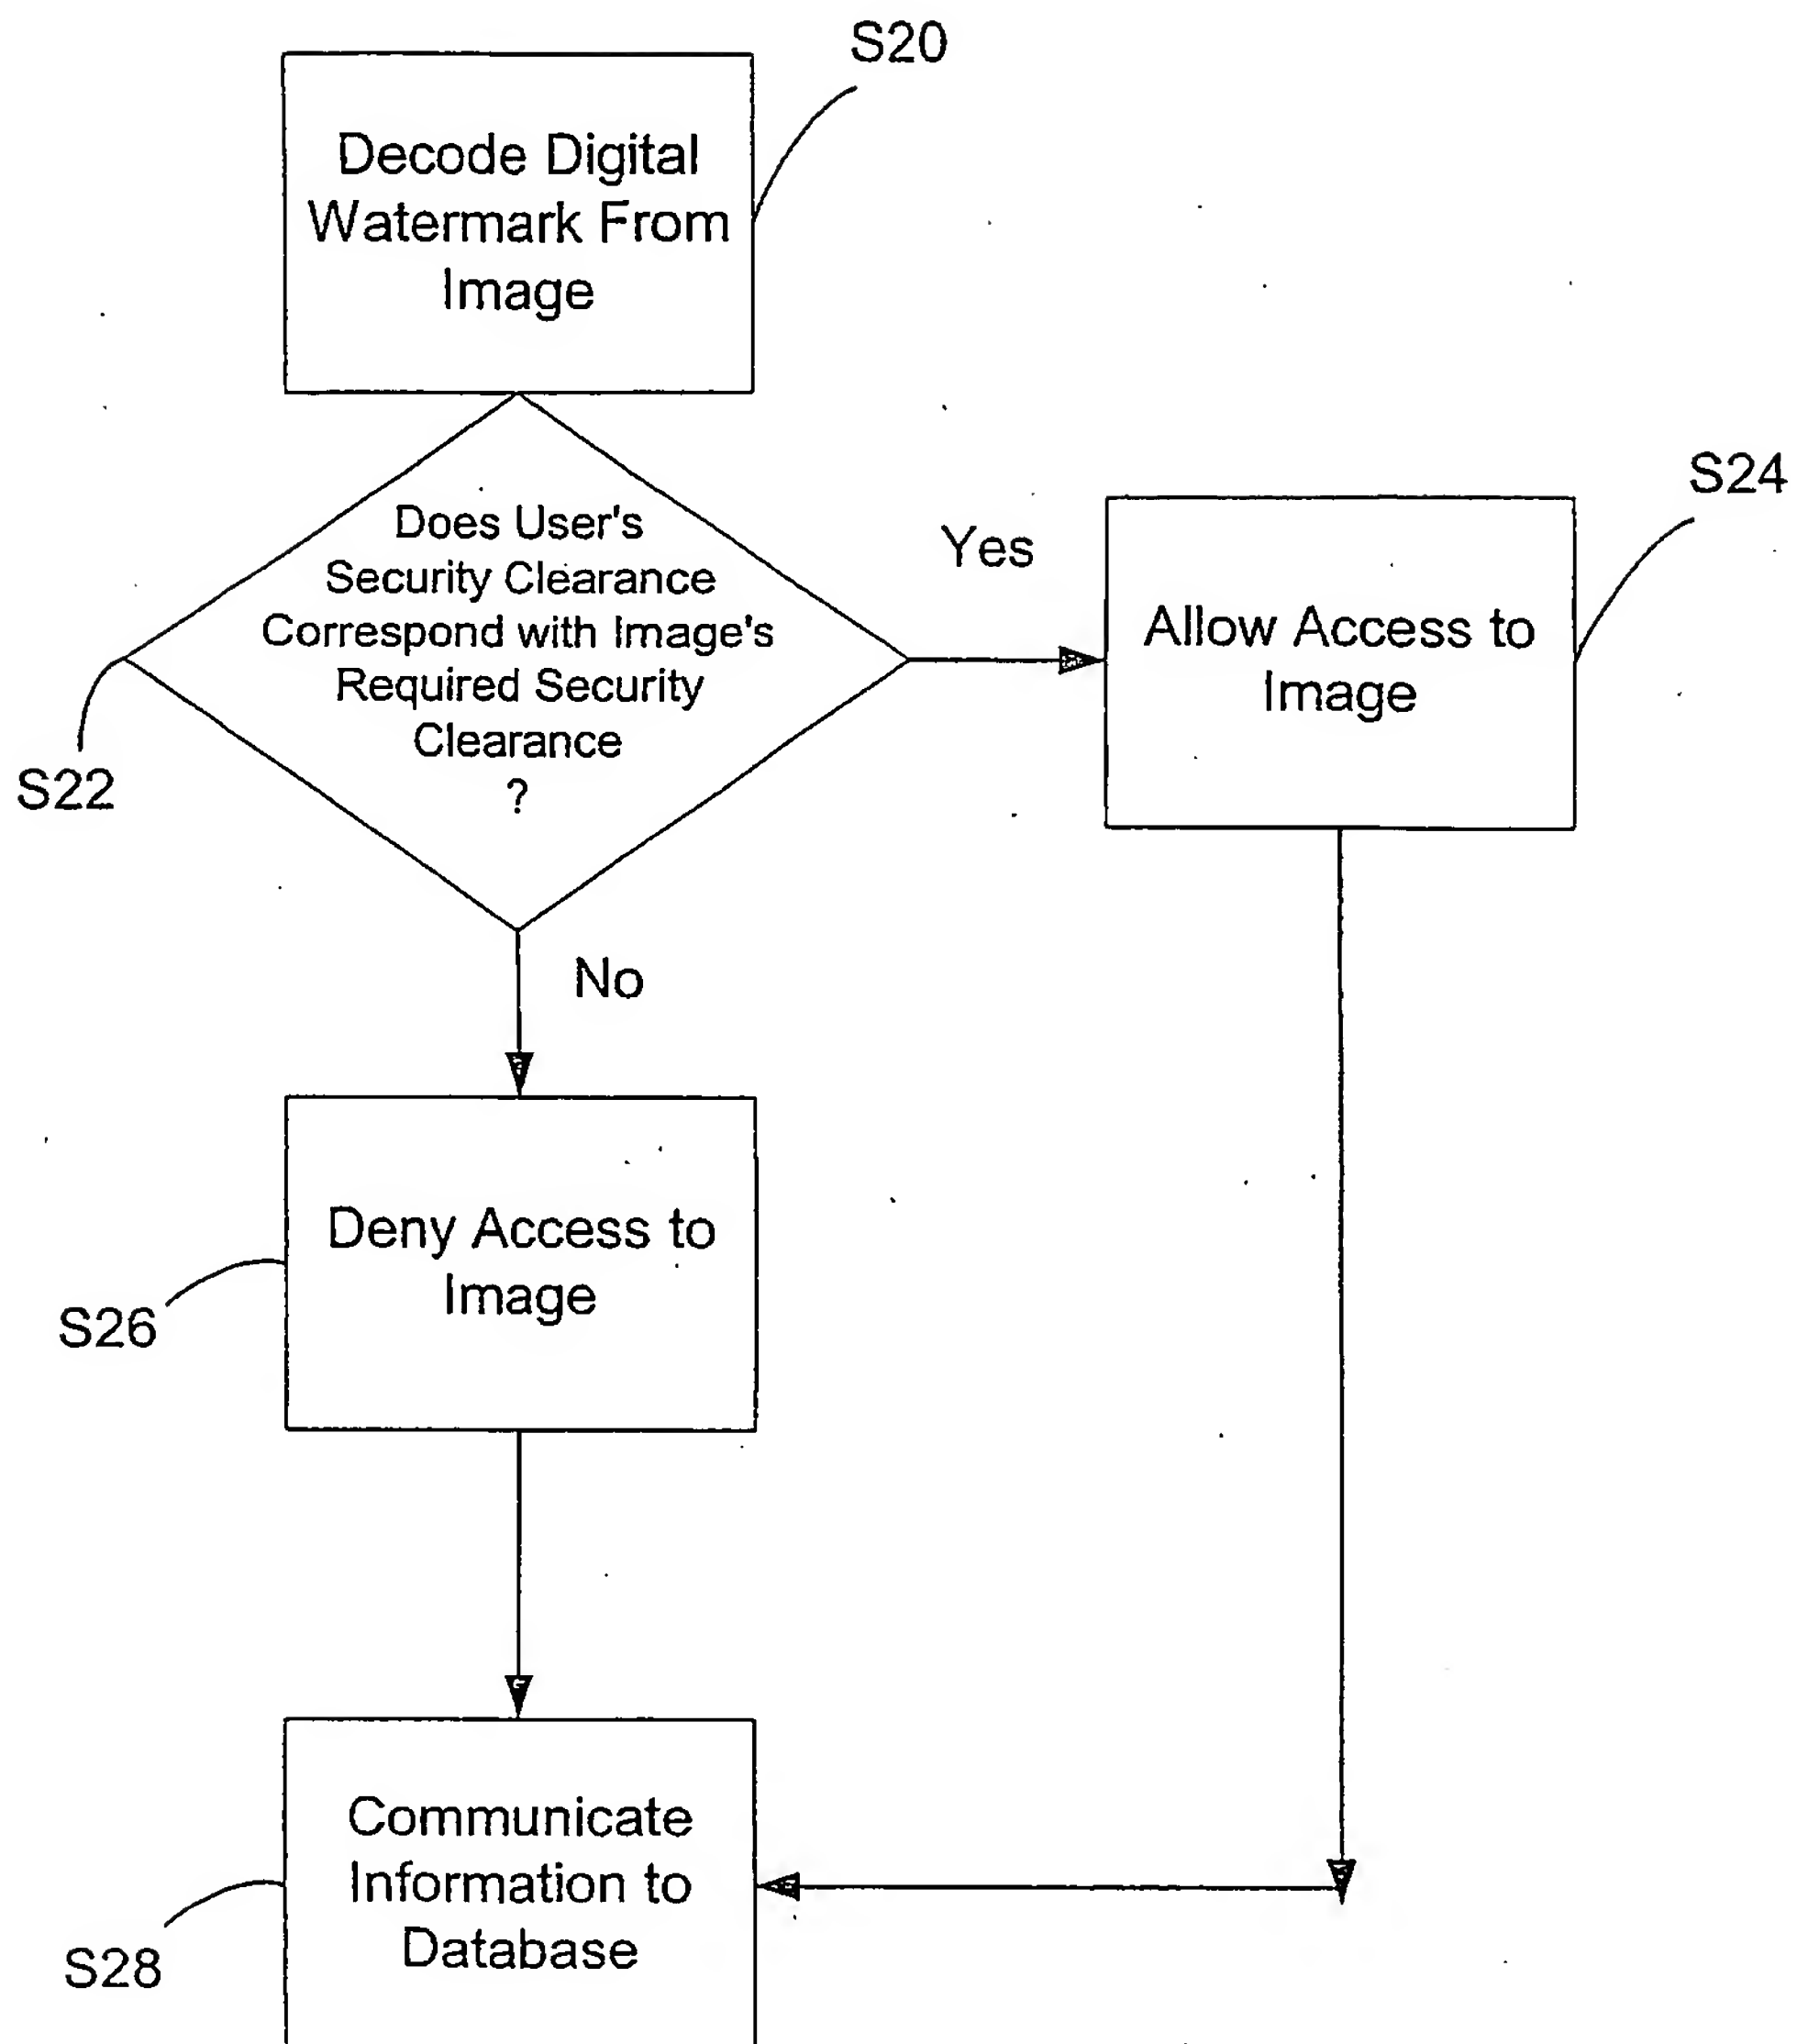 S20
Decode Digital
Watermark From
Image
Does User's
Security Clearance
Correspond with Image's
Required Security
Clearance
?
S22
Yes
S24
Allow Access to
Image
No
Deny Access to
Image
S26
Communicate
Information to
Database
S28